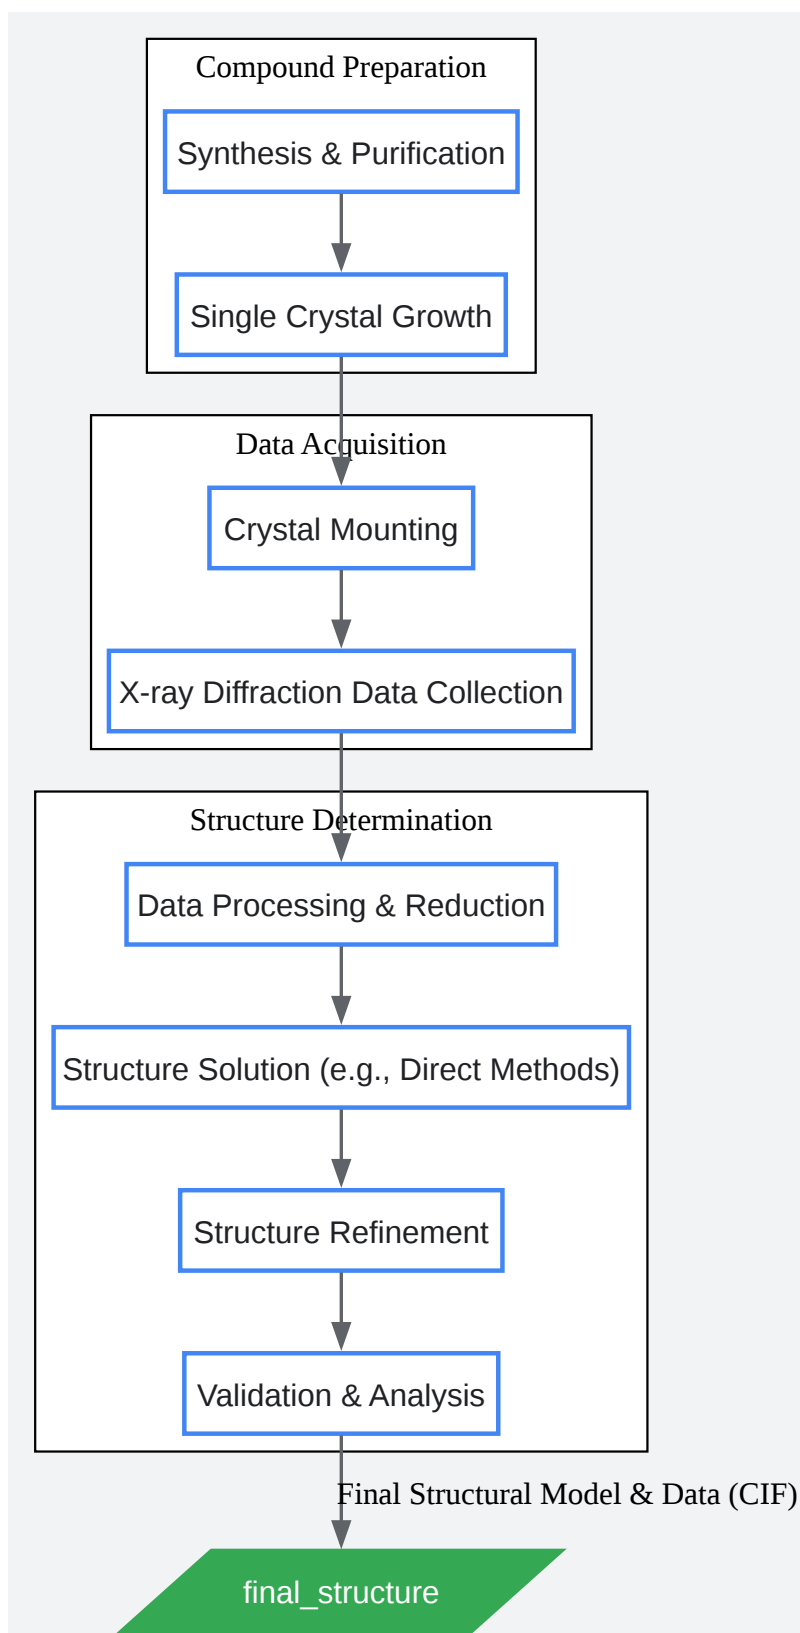 Compound Preparation
Synthesis & Purification
Single Crystal Growth
Data Acquisition
Crystal Mounting
X-ray Diffraction Data Collection
Structure Determination
Data Processing & Reduction
Structure Solution (e.g., Direct Methods)
Structure Refinement
Validation & Analysis
Final Structural Model & Data (CIF)
final_structure